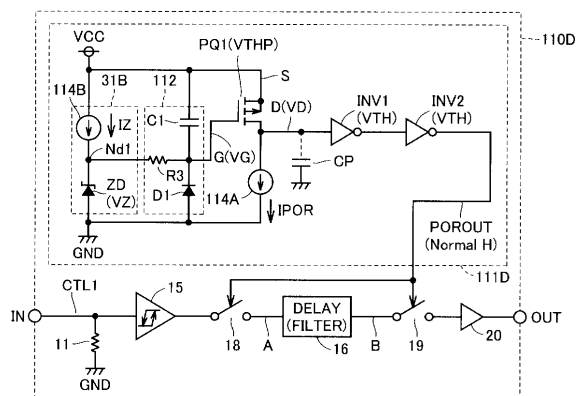 110D
VCC
PQ1(VTHP)
S
31B
112
114B
IZ
C1
D(VD)
INV1
(VTH)
INV2
(VTH)
Nd1
G(VG)
CP
R3
ZD
(VZ)
D1
114A
IPOR
POROUT
(Normal H)
GND
111D
CTL1
15
IN
18
A
DELAY
(FILTER)
16
B
19
20
OUT
11
GND